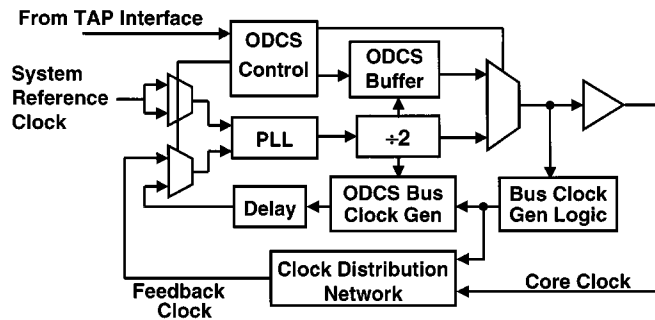 From TAP Interface
ODCS
Control
ODCS
Buffer
System
Reference
Clock
PLL
÷2
Delay
ODCS Bus
Clock Gen
Bus Clock
Gen Logic
Clock Distribution
Network
Feedback
Clock
Core Clock